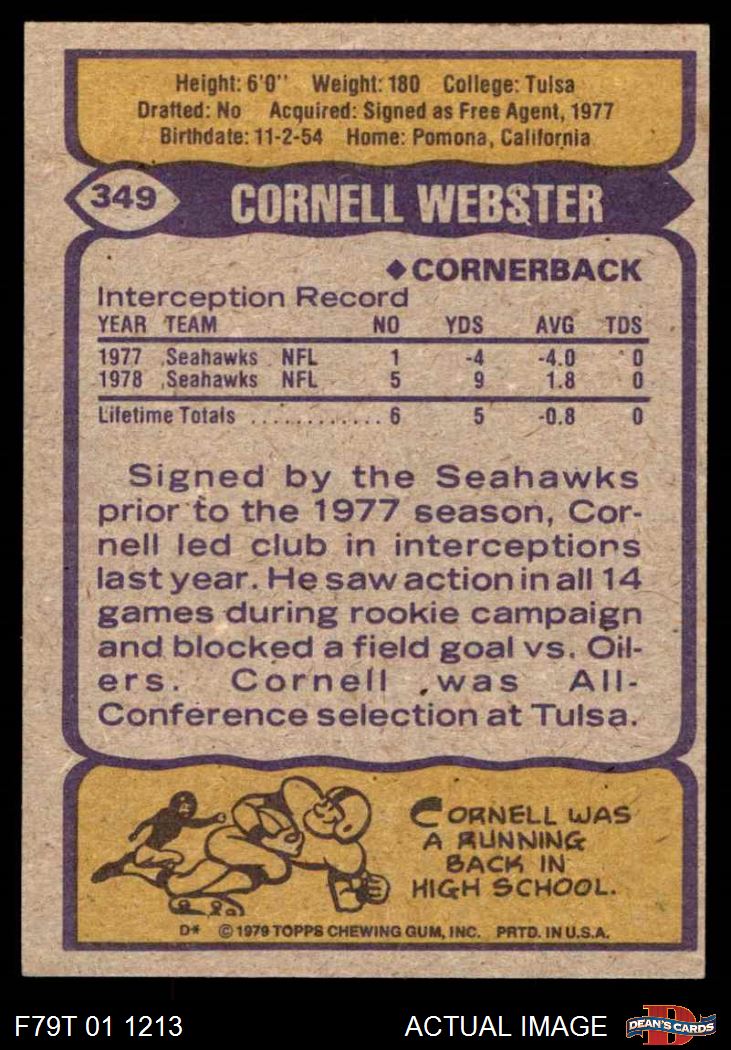 Height: 6'0" Weight: 180 College: Tulsa
Drafted: No Acquired: Signed as Free Agent, 1977
Birthdate: 11-2-54 Home: Pomona, California
349 CORNELL WEBSTER
◆CORNERBACK
Interception Record
YEAR TEAM NO YDS AVG TDS
1977 Seahawks NFL 1 -4 -4.0 0
1978 Seahawks NFL 5 9 1.8 0
Lifetime Totals ............ 6 5 -0.8 0
Signed by the Seahawks
prior to the 1977 season, Cor-
nell led club in interceptions
last year. He saw action in all 14
games during rookie campaign
and blocked a field goal vs. Oil-
ers. Cornell was All-
Conference selection at Tulsa.
CORNELL WAS
A RUNNING
BACK IN
HIGH SCHOOL.
D* © 1979 TOPPS CHEWING GUM, INC. PRTD. IN U.S.A.
F79T 01 1213 ACTUAL IMAGE D DEAN'S CARDS